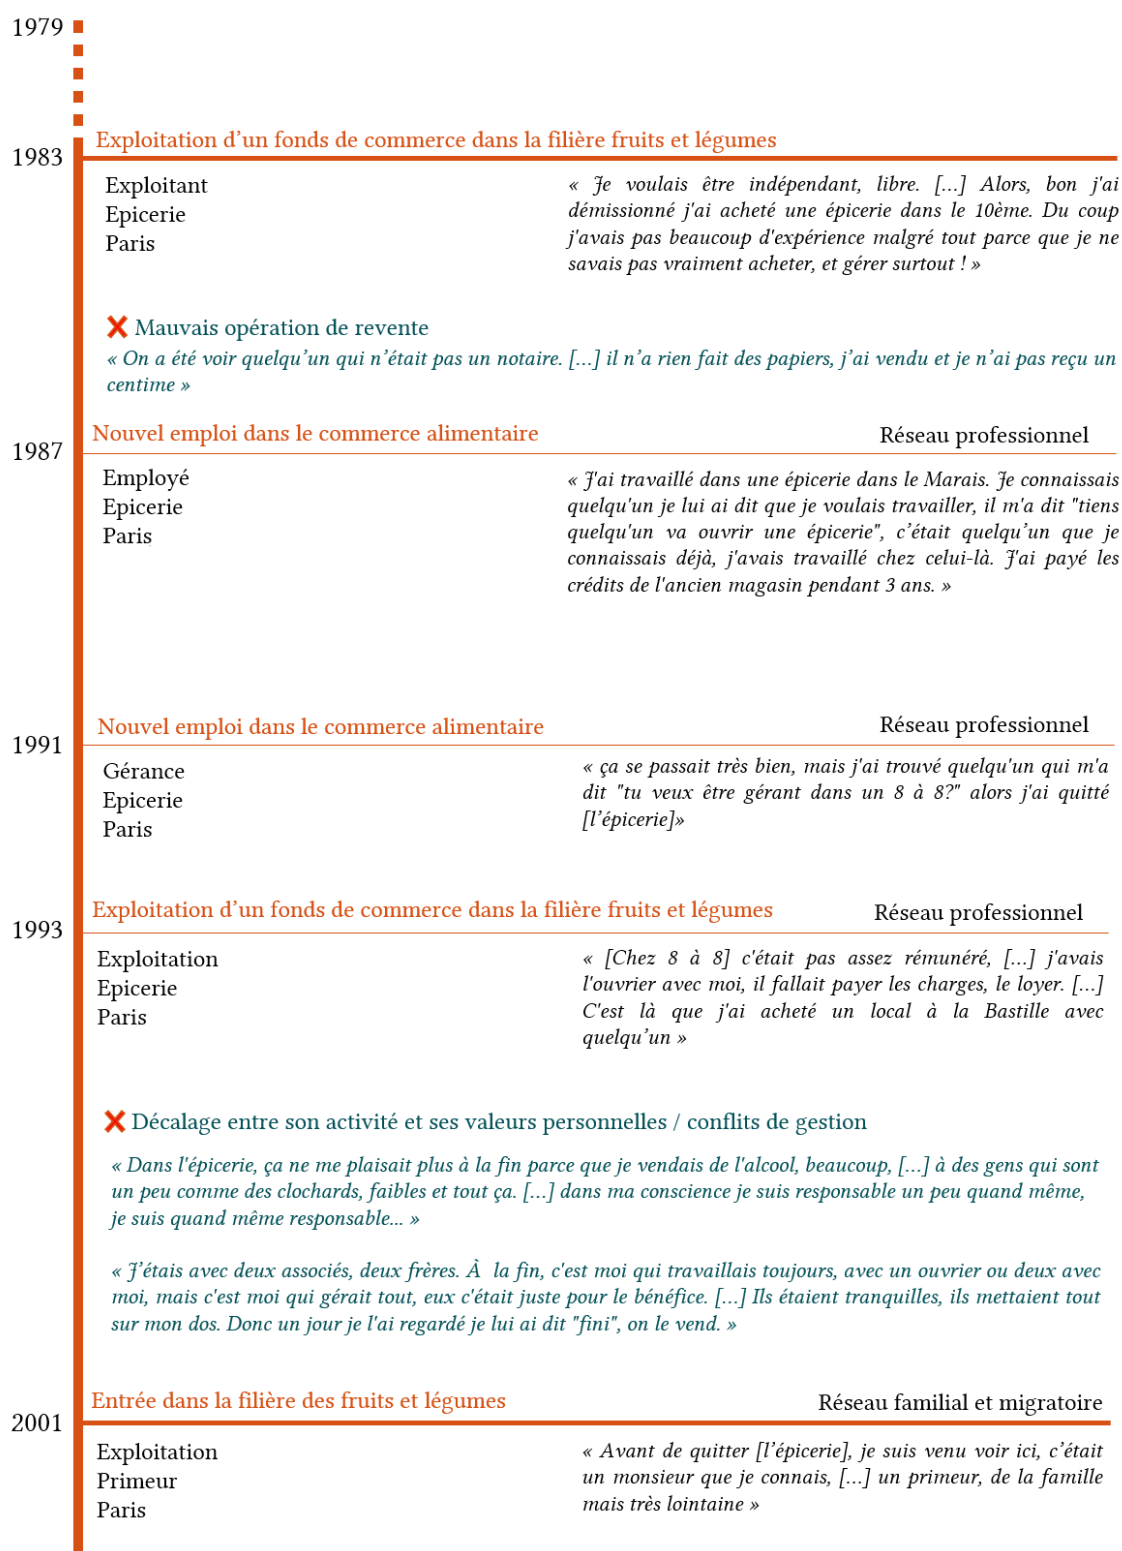 1979
Exploitation d’un fonds de commerce dans la filière fruits et légumes
1983
Exploitant
Epicerie
Paris
« Je voulais être indépendant, libre. [...] Alors, bon j'ai
démissionné j'ai acheté une épicerie dans le 10ème. Du coup
j'avais pas beaucoup d'expérience malgré tout parce que je ne
savais pas vraiment acheter, et gérer surtout ! »
Mauvais opération de revente
« On a été voir quelqu’un qui n’était pas un notaire. [...] il n’a rien fait des papiers, j’ai vendu et je n’ai pas reçu un
centime »
Nouvel emploi dans le commerce alimentaire
Réseau professionnel
1987
Employé
Epicerie
Paris
« J'ai travaillé dans une épicerie dans le Marais. Je connaissais
quelqu'un je lui ai dit que je voulais travailler, il m'a dit "tiens
quelqu'un va ouvrir une épicerie", c’était quelqu’un que je
connaissais déjà, j'avais travaillé chez celui-là. J'ai payé les
crédits de l'ancien magasin pendant 3 ans. »
Nouvel emploi dans le commerce alimentaire
Réseau professionnel
1991
Gérance
Epicerie
Paris
« ça se passait très bien, mais j'ai trouvé quelqu'un qui m'a
dit "tu veux être gérant dans un 8 à 8?" alors j'ai quitté
[l’épicerie]»
Exploitation d’un fonds de commerce dans la filière fruits et légumes
Réseau professionnel
1993
Exploitation
Epicerie
Paris
« [Chez 8 à 8] c'était pas assez rémunéré, [...] j'avais
l'ouvrier avec moi, il fallait payer les charges, le loyer. [...]
C'est là que j'ai acheté un local à la Bastille avec
quelqu’un »
Décalage entre son activité et ses valeurs personnelles / conflits de gestion
« Dans l'épicerie, ça ne me plaisait plus à la fin parce que je vendais de l'alcool, beaucoup, [...] à des gens qui sont
un peu comme des clochards, faibles et tout ça. [...] dans ma conscience je suis responsable un peu quand même,
je suis quand même responsable... »
« J’étais avec deux associés, deux frères. À la fin, c'est moi qui travaillais toujours, avec un ouvrier ou deux avec
moi, mais c'est moi qui gérait tout, eux c'était juste pour le bénéfice. [...] Ils étaient tranquilles, ils mettaient tout
sur mon dos. Donc un jour je l'ai regardé je lui ai dit "fini", on le vend. »
Entrée dans la filière des fruits et légumes
Réseau familial et migratoire
2001
Exploitation
Primeur
Paris
« Avant de quitter [l’épicerie], je suis venu voir ici, c’était
un monsieur que je connais, [...] un primeur, de la famille
mais très lointaine »